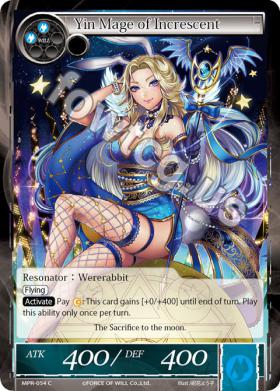 Yin Mage of Increscent
WILL
Resonator : Wererabbit
Flying
Activate Pay : This card gains [+0/+400] until end of turn. Play
this ability only once per turn.
The Sacrifice to the moon.
ATK 400/ DEF 400
MPR-054 C ©FORCE OF WILL Co.,Ltd. Illust